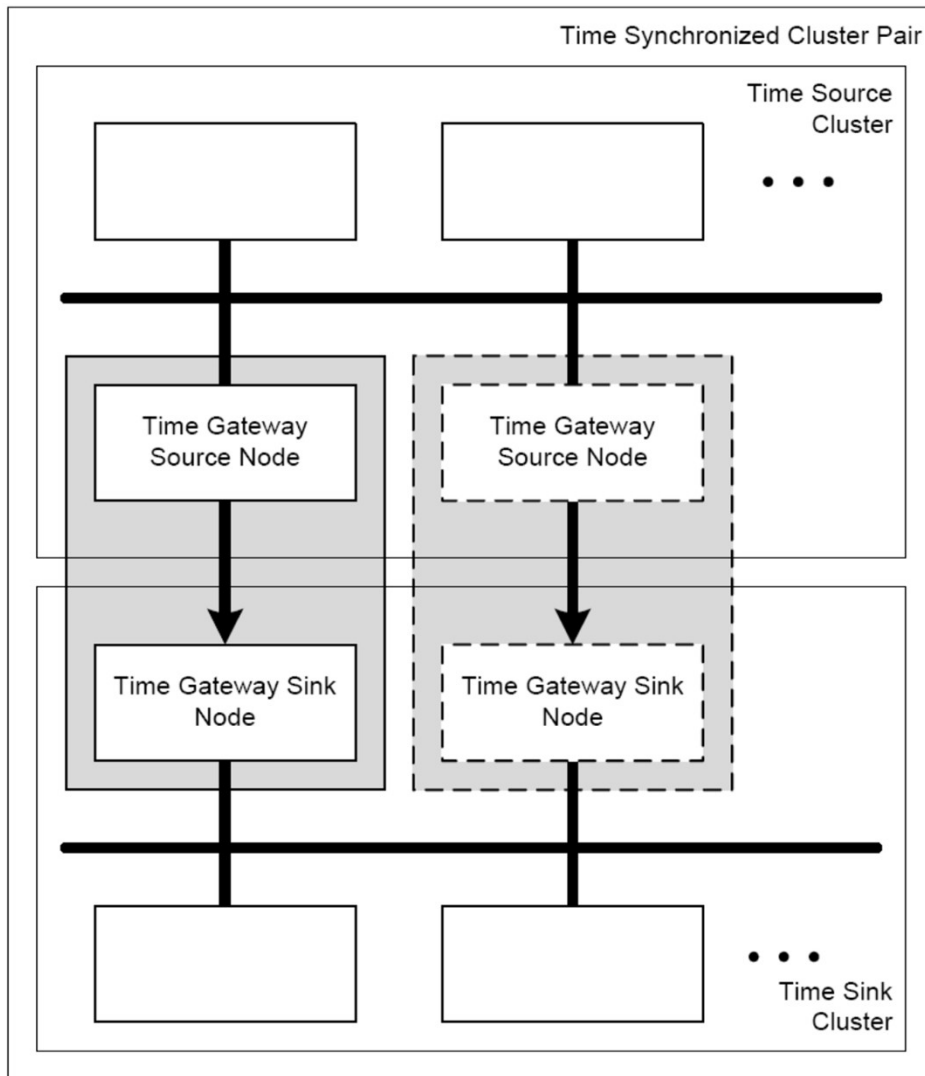 Time Synchronized Cluster Pair
Time Source
Cluster
Time Gateway
Source Node
Time Gateway
Source Node
Time Gateway Sink
Node
Time Gateway Sink
Node
Time Sink
Cluster